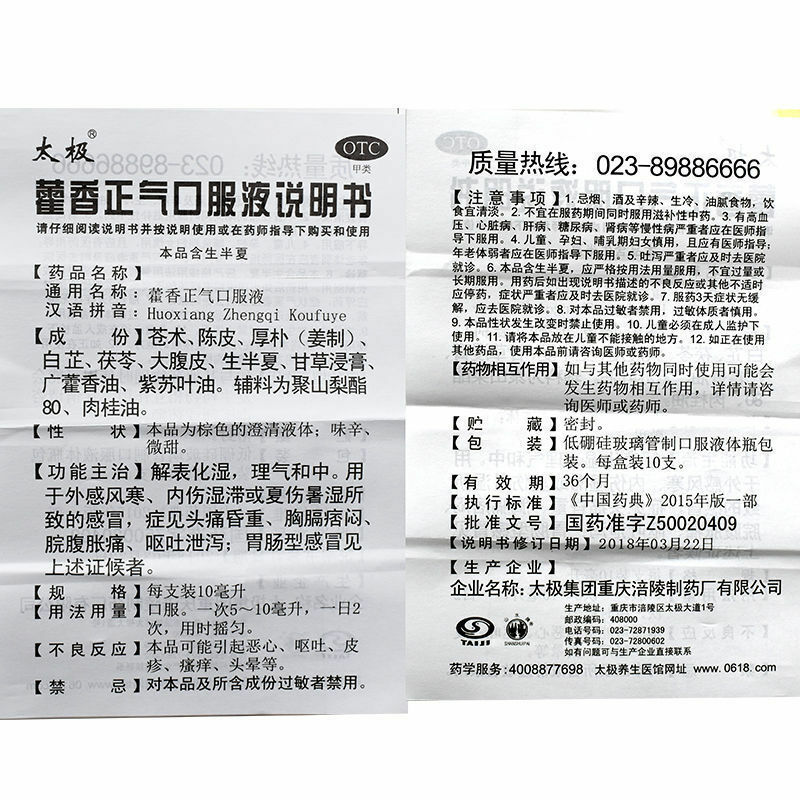 太极®
OTC
甲类
藿香正气口服液说明书
请仔细阅读说明书并按说明使用或在药师指导下购买和使用
本品含生半夏
【药品名称】
通用名称：藿香正气口服液
汉语拼音：Huoxiang Zhengqi Koufuye
【成 份】苍术、陈皮、厚朴（姜制）、
白芷、茯苓、大腹皮、生半夏、甘草浸膏、
广藿香油、紫苏叶油。辅料为聚山梨酯
80、肉桂油。
【性 状】本品为棕色的澄清液体；味辛、
微甜。
【功能主治】解表化湿，理气和中。用
于外感风寒、内伤湿滞或夏伤暑湿所
致的感冒，症见头痛昏重、胸膈痞闷、
脘腹胀痛、呕吐泄泻；胃肠型感冒见
上述证候者。
【规 格】每支装10毫升
【用法用量】口服。一次5～10毫升，一日2
次，用时摇匀。
【不良反应】本品可能引起恶心、呕吐、皮
疹、瘙痒、头晕等。
【禁 忌】对本品及所含成份过敏者禁用。
质量热线：023-89886666
【注意事项】1.忌烟、酒及辛辣、生冷、油腻食物，饮
食宜清淡。2.不宜在服药期间同时服用滋补性中药。3.有高血
压、心脏病、肝病、糖尿病、肾病等慢性病严重者应在医师指
导下服用。4.儿童、孕妇、哺乳期妇女慎用，且应有医师指导；
年老体弱者应在医师指导下服用。5.吐泻严重者应及时去医院
就诊。6.本品含生半夏，应严格按用法用量服用，不宜过量或
长期服用。用药后如出现说明书描述的不良反应或其他不适时
应停药，症状严重者应及时去医院就诊。7.服药3天症状无缓
解，应去医院就诊。8.对本品过敏者禁用，过敏体质者慎用。
9.本品性状发生改变时禁止使用。10.儿童必须在成人监护下
使用。11.请将本品放在儿童不能接触的地方。12.如正在使用
其他药品，使用本品前请咨询医师或药师。
【药物相互作用】如与其他药物同时使用可能会
发生药物相互作用，详情请咨
询医师或药师。
【贮 藏】密封。
【包 装】低硼硅玻璃管制口服液体瓶包
装。每盒装10支。
【有 效 期】36个月
【执行标准】《中国药典》2015年版一部
【批准文号】国药准字Z50020409
【说明书修订日期】2018年03月22日
【生产企业】
企业名称：太极集团重庆涪陵制药厂有限公司
生产地址：重庆市涪陵区太极大道1号
邮政编码：408000
电话号码：023-72871939
传真号码：023-72800602
如有问题可与生产企业直接联系
TAIJI
SHANCHUI PAI
药学服务：4008877698 太极养生医馆网址 www.0618.com